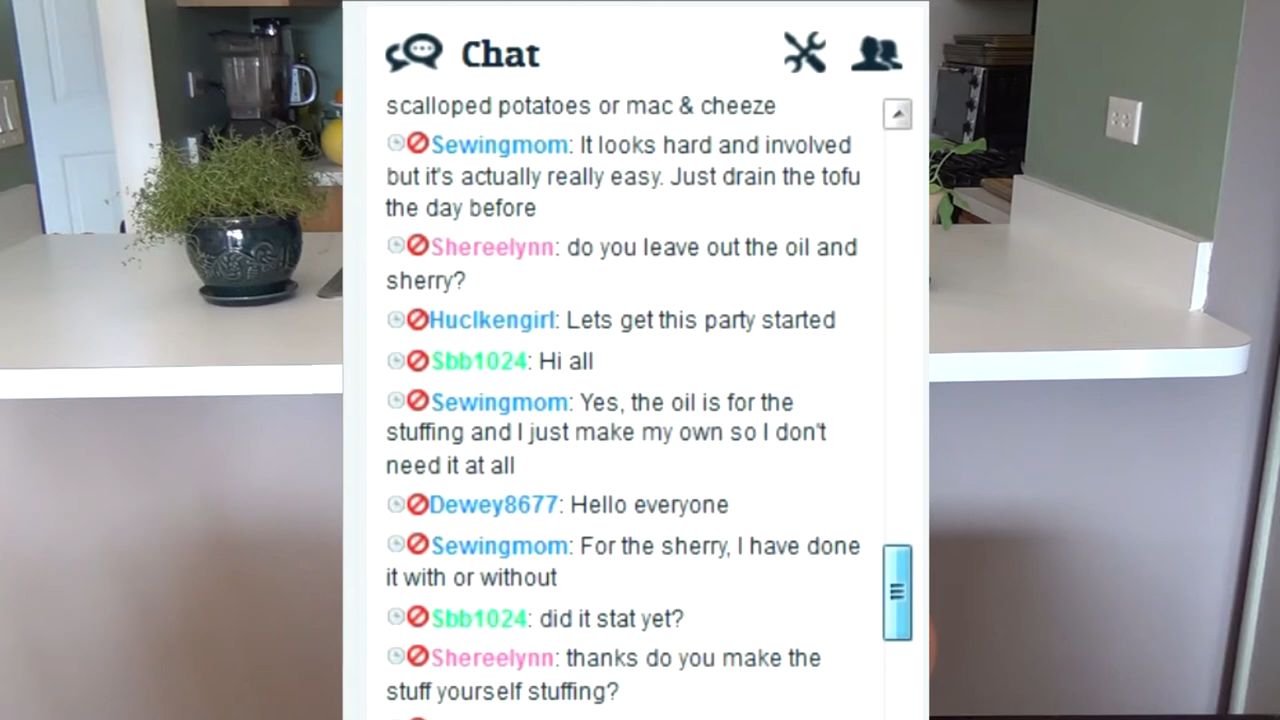 Chat
scalloped potatoes or mac & cheeze
Sewingmom: It looks hard and involved
but it's actually really easy. Just drain the tofu
the day before
Shereelynn: do you leave out the oil and
sherry?
Huclkengirl: Lets get this party started
Sbb1024: Hi all
Sewingmom: Yes, the oil is for the
stuffing and I just make my own so I don't
need it at all
Dewey8677: Hello everyone
Sewingmom: For the sherry, I have done
it with or without
Sbb1024: did it stat yet?
Shereelynn: thanks do you make the
stuff yourself stuffing?